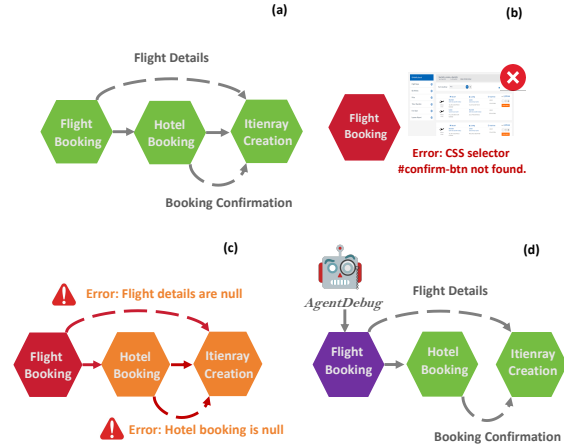 (a)
Flight Details
Flight
Booking
Hotel
Booking
Itienray
Creation
Booking Confirmation
(b)
Flight
Booking
Error: CSS selector
#confirm-btn not found.
(c)
Error: Flight details are null
Flight
Booking
Hotel
Booking
Itienray
Creation
Error: Hotel booking is null
(d)
AgentDebug
Flight Details
Flight
Booking
Hotel
Booking
Itienray
Creation
Booking Confirmation